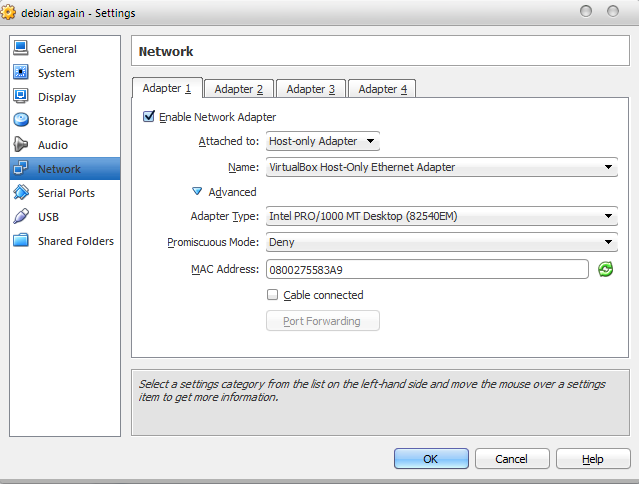 debian again - Settings
General
System
Display
Storage
Audio
Network
Serial Ports
USB
Shared Folders
Network
Adapter 1
Adapter 2
Adapter 3
Adapter 4
Enable Network Adapter
Attached to: Host-only Adapter
Name: VirtualBox Host-Only Ethernet Adapter
Advanced
Adapter Type: Intel PRO/1000 MT Desktop (82540EM)
Promiscuous Mode: Deny
MAC Address: 0800275583A9
Cable connected
Port Forwarding
Select a settings category from the list on the left-hand side and move the mouse over a settings
item to get more information.
OK
Cancel
Help